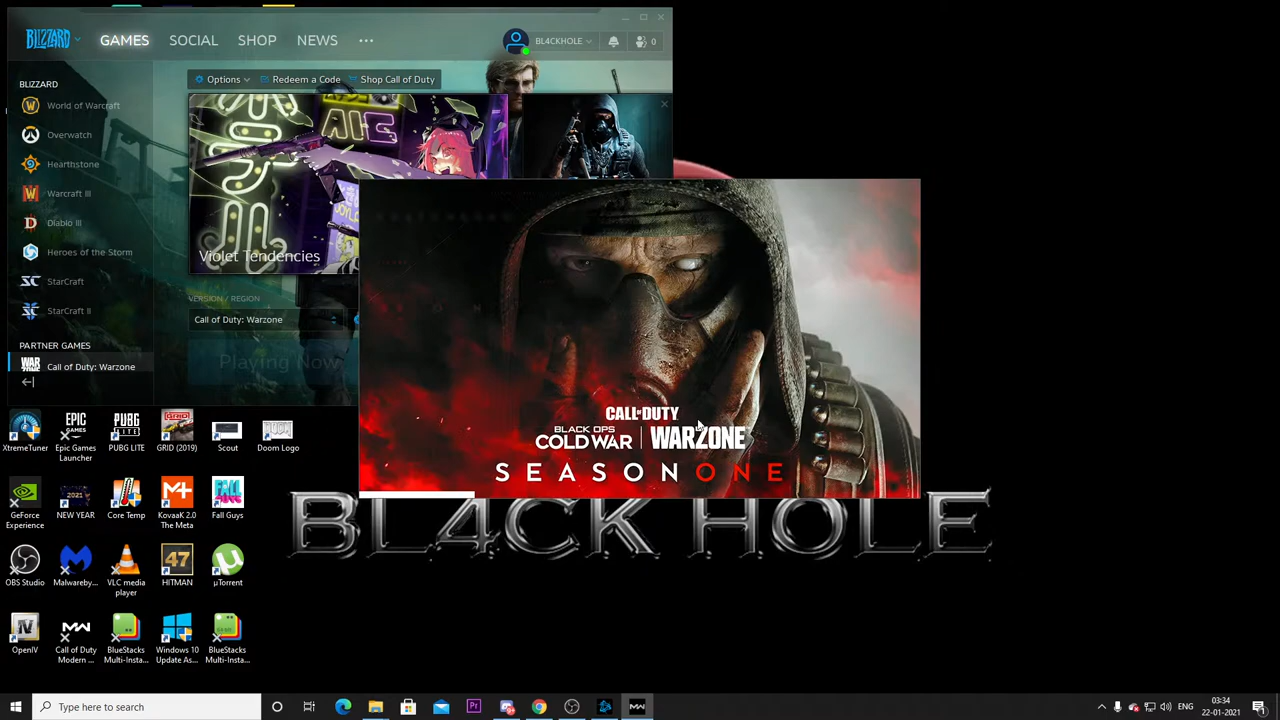 BLIZZARD
GAMES
SOCIAL
SHOP
NEWS
BL4CKHOLE
0
Options
Redeem a Code
Shop Call of Duty
BLIZZARD
World of Warcraft
Overwatch
Hearthstone
Warcraft III
Diablo III
Heroes of the Storm
StarCraft
StarCraft II
PARTNER GAMES
WAR
ZONE
Call of Duty: Warzone
Violet Tendencies
VERSION / REGION
Call of Duty: Warzone
Playing Now
CALL OF DUTY
BLACK OPS
COLD WAR | WARZONE
SEASON ONE
BL4CK HOLE
XtremeTuner
Epic Games
Launcher
PUBG LITE
GRID (2019)
Scout
Doom Logo
GeForce
Experience
NEW YEAR
Core Temp
KovaaK 2.0
The Meta
Fall Guys
OBS Studio
Malwareby...
VLC media
player
HITMAN
µTorrent
OpenIV
Call of Duty
Modern ...
BlueStacks
Multi-Insta...
Windows 10
Update As...
BlueStacks
Multi-Insta...
Type here to search
ENG
03:34
22-01-2021